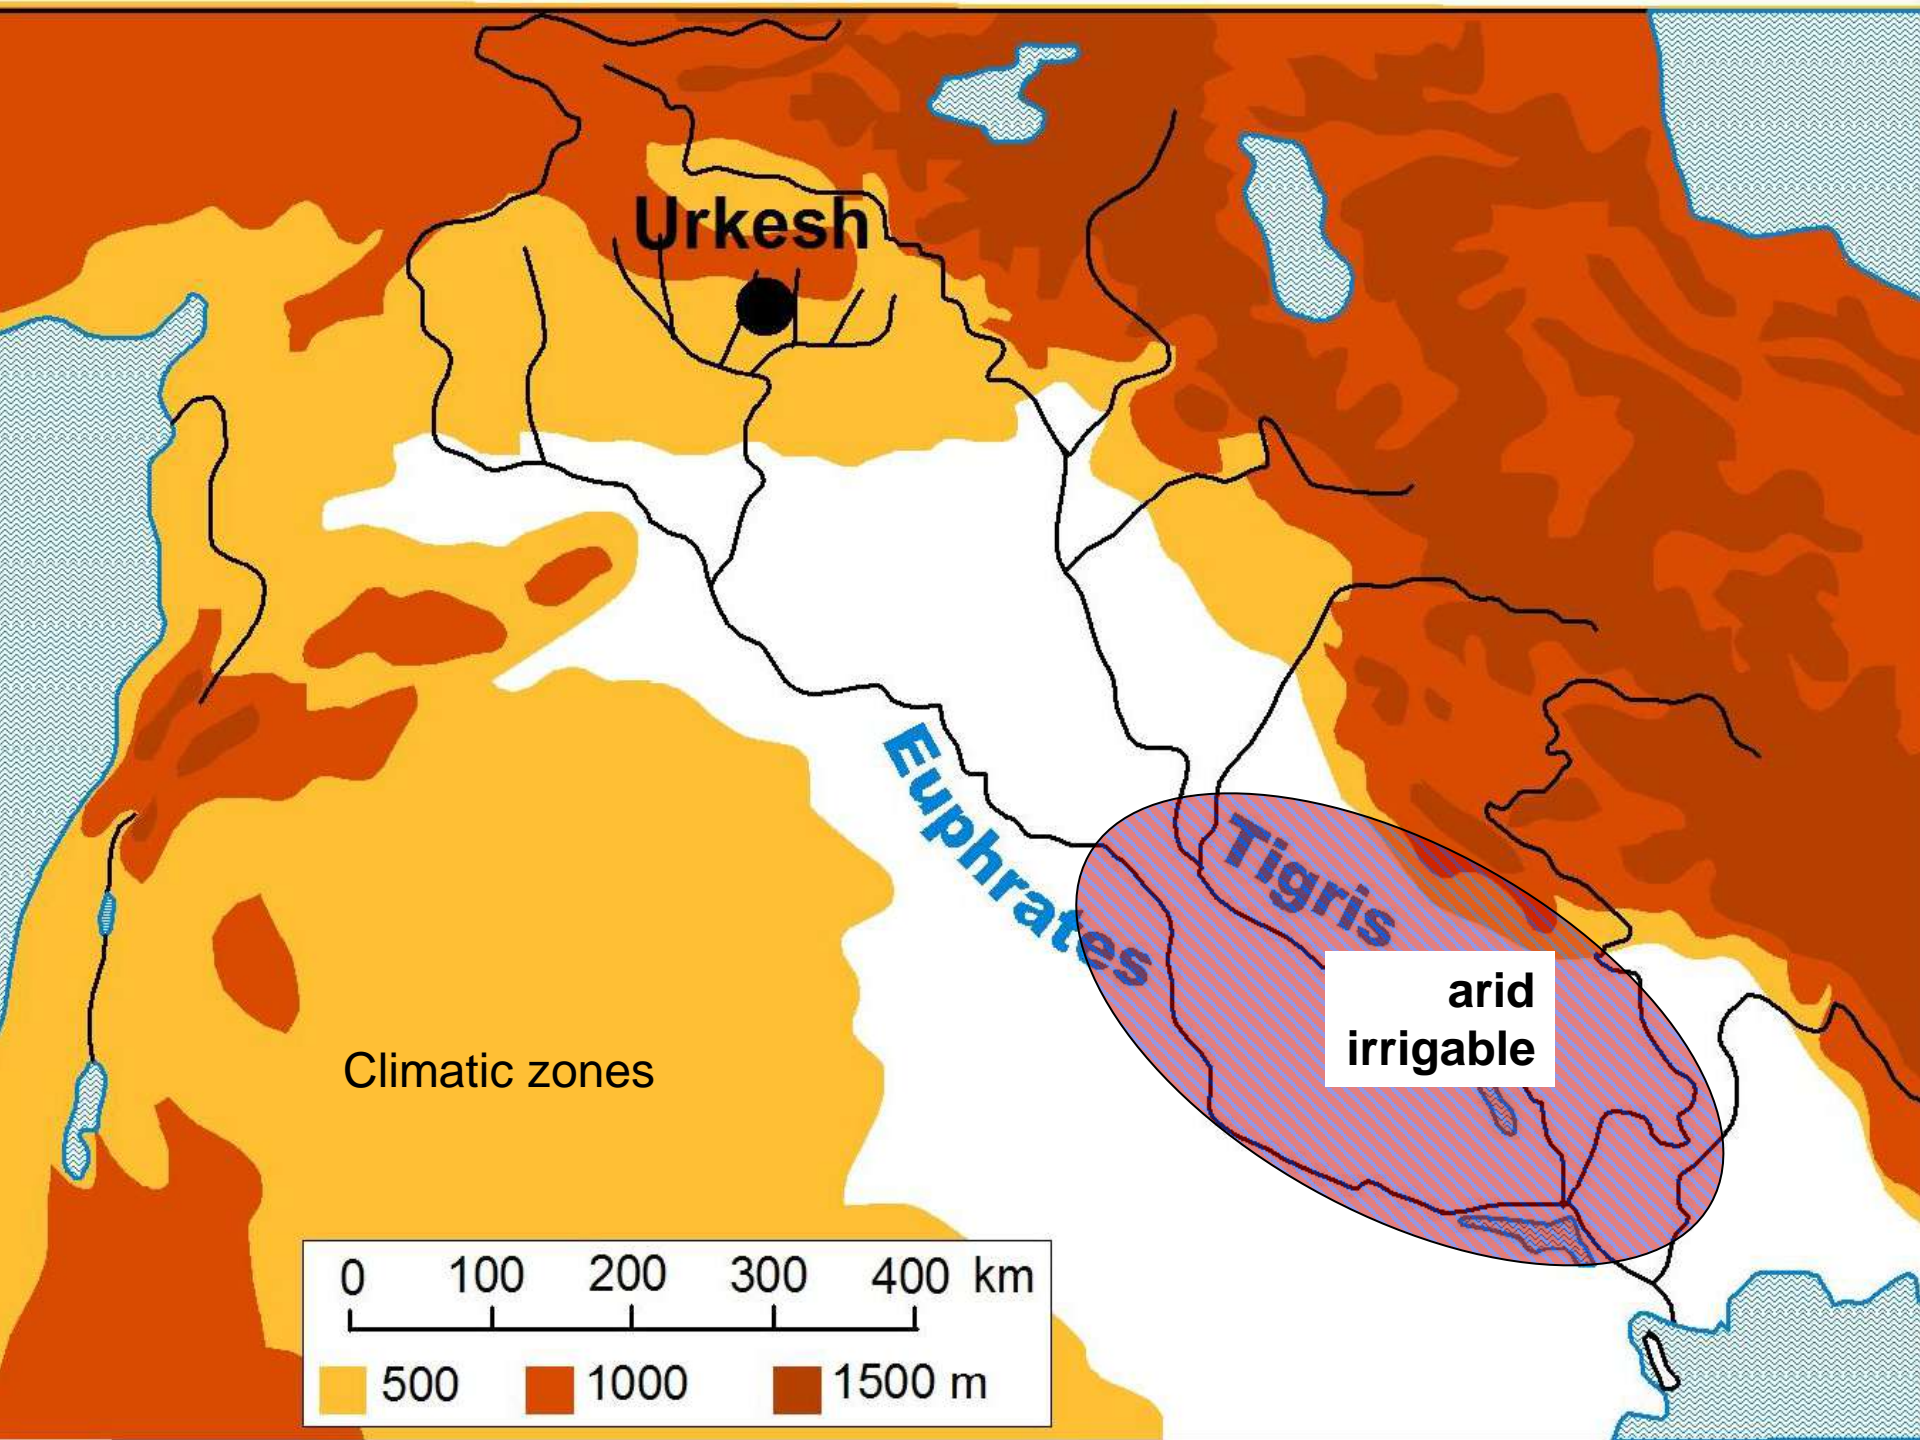 Urkesh
Euphrates
Tigris
arid
irrigable
Climatic zones
0 100 200 300 400 km
500 1000 1500 m